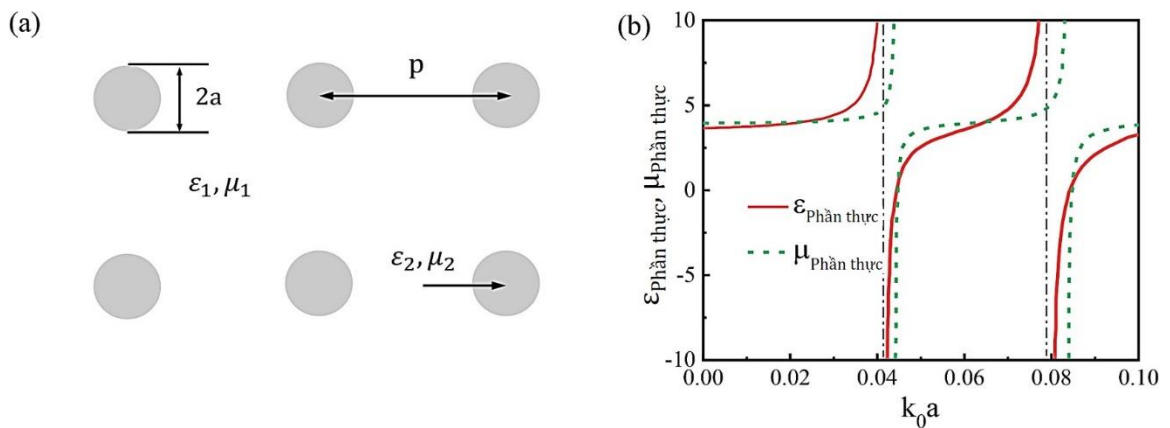 (a)
2a
p
ε₁, μ₁
ε₂, μ₂
(b)
εPhần thực, μPhần thực
10
5
0
-5
-10
εPhần thực
μPhần thực
0.00 0.02 0.04 0.06 0.08 0.10
k₀a